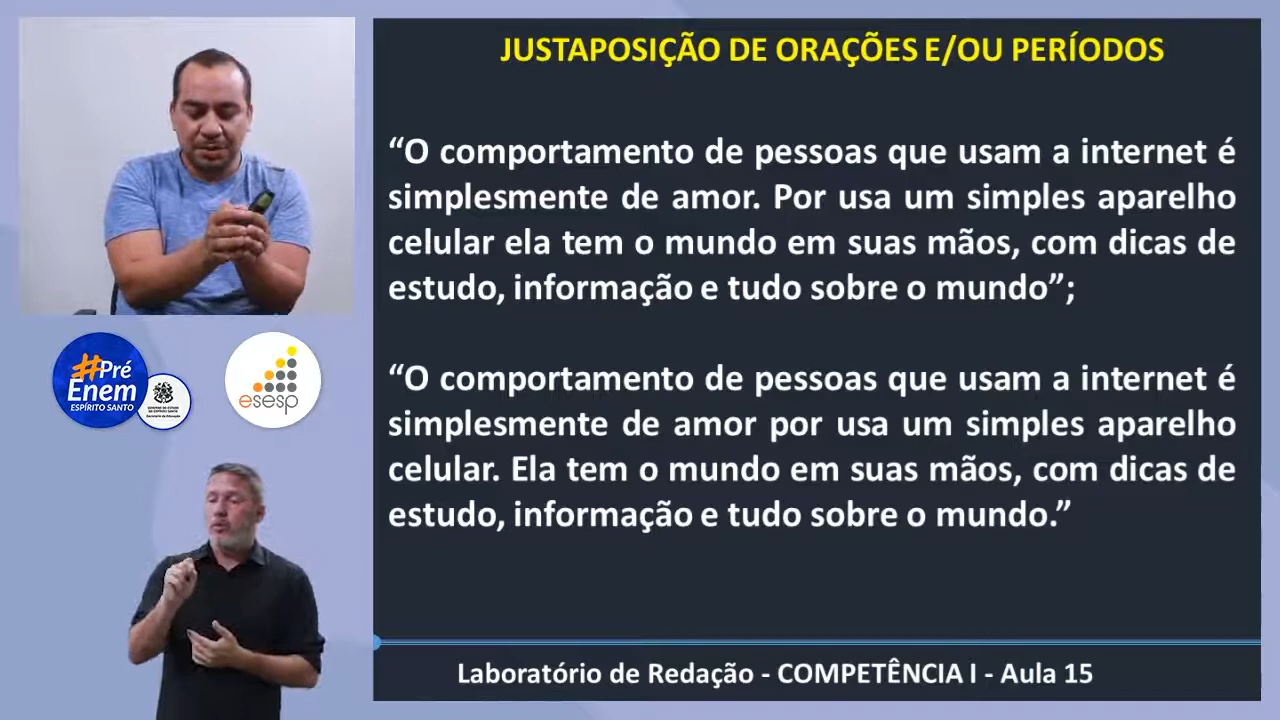 JUSTAPOSIÇÃO DE ORAÇÕES E/OU PERÍODOS
“O comportamento de pessoas que usam a internet é
simplesmente de amor. Por usa um simples aparelho
celular ela tem o mundo em suas mãos, com dicas de
estudo, informação e tudo sobre o mundo”;
“O comportamento de pessoas que usam a internet é
simplesmente de amor por usa um simples aparelho
celular. Ela tem o mundo em suas mãos, com dicas de
estudo, informação e tudo sobre o mundo.”
#Pré
Enem
ESPÍRITO SANTO
esesp
Laboratório de Redação - COMPETÊNCIA I - Aula 15